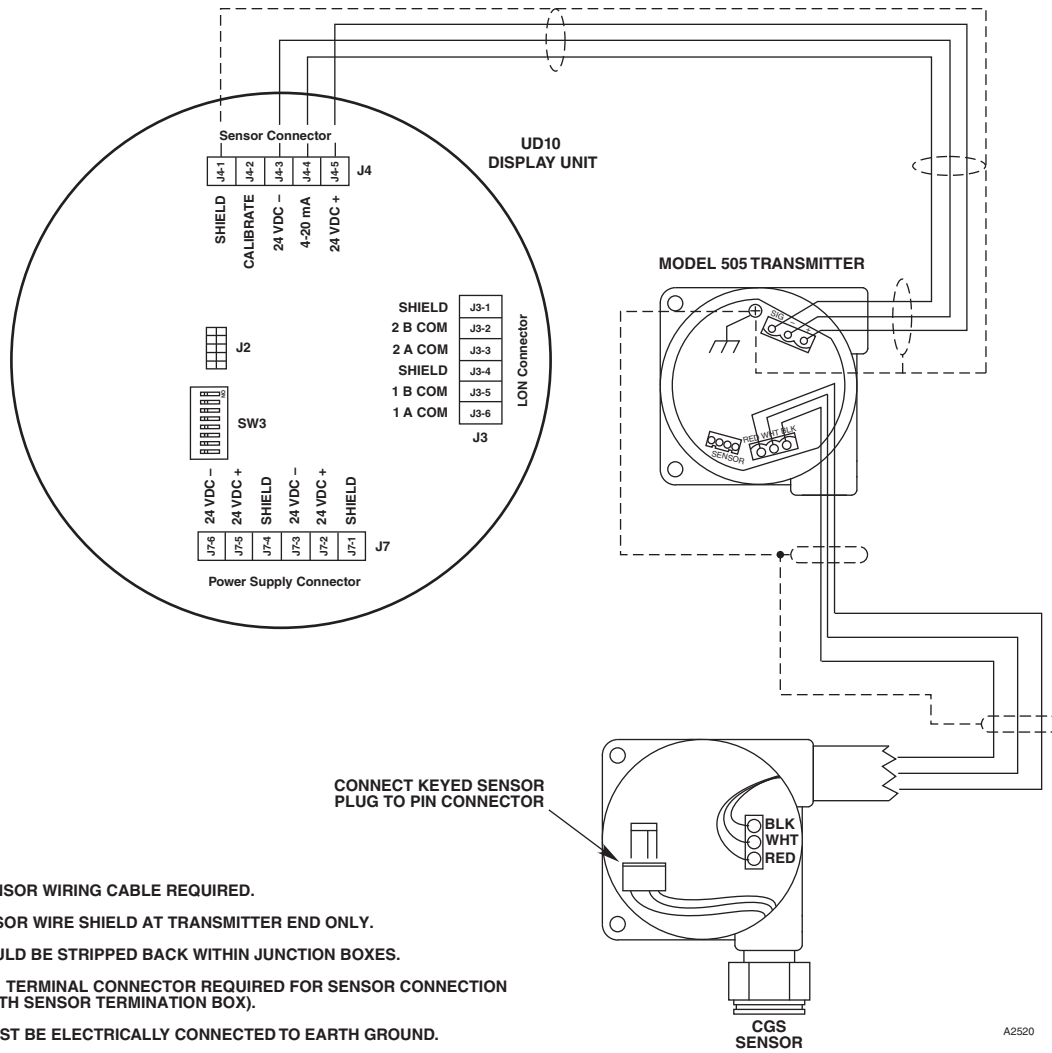 Sensor Connector
J4-1
J4-2
J4-3
J4-4
J4-5
J4
SHIELD
CALIBRATE
24 VDC –
4-20 mA
24 VDC +
UD10
DISPLAY UNIT
MODEL 505 TRANSMITTER
SIG – +
RED WHT BLK
SENSOR
SHIELD J3-1
2 B COM J3-2
2 A COM J3-3
SHIELD J3-4
1 B COM J3-5
1 A COM J3-6
J3
LON Connector
J2
SW3
ON
24 VDC –
24 VDC +
SHIELD
24 VDC –
24 VDC +
SHIELD
J7-6
J7-5
J7-4
J7-3
J7-2
J7-1
J7
Power Supply Connector
CONNECT KEYED SENSOR
PLUG TO PIN CONNECTOR
BLK
WHT
RED
CGS
SENSOR
WIRING CABLE REQUIRED.
WIRE SHIELD AT TRANSMITTER END ONLY.
BE STRIPPED BACK WITHIN JUNCTION BOXES.
TERMINAL CONNECTOR REQUIRED FOR SENSOR CONNECTION
SENSOR TERMINATION BOX).
BE ELECTRICALLY CONNECTED TO EARTH GROUND.
A2520